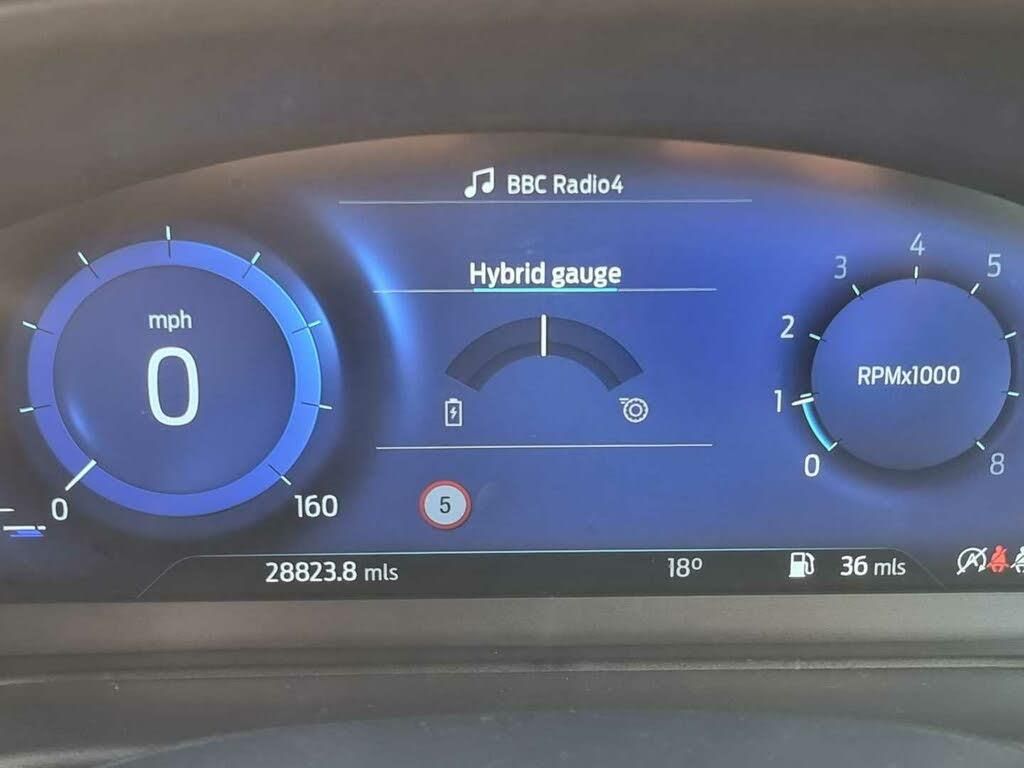 BBC Radio4
Hybrid gauge
mph
0
0
160
5
0
1
2
3
4
5
8
RPMx1000
28823.8 mls
18º
36 mls